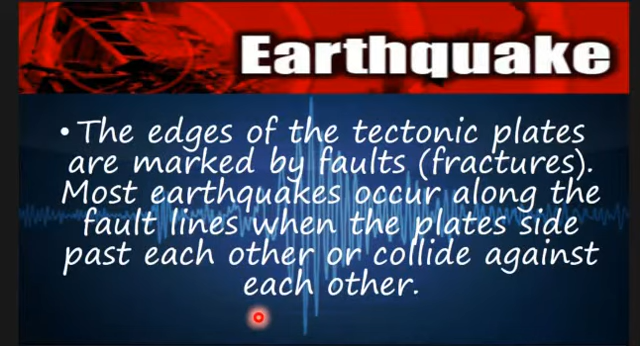 Earthquake
• The edges of the tectonic plates
are marked by faults (fractures).
Most earthquakes occur along the
fault lines when the plates side
past each other or collide against
each other.